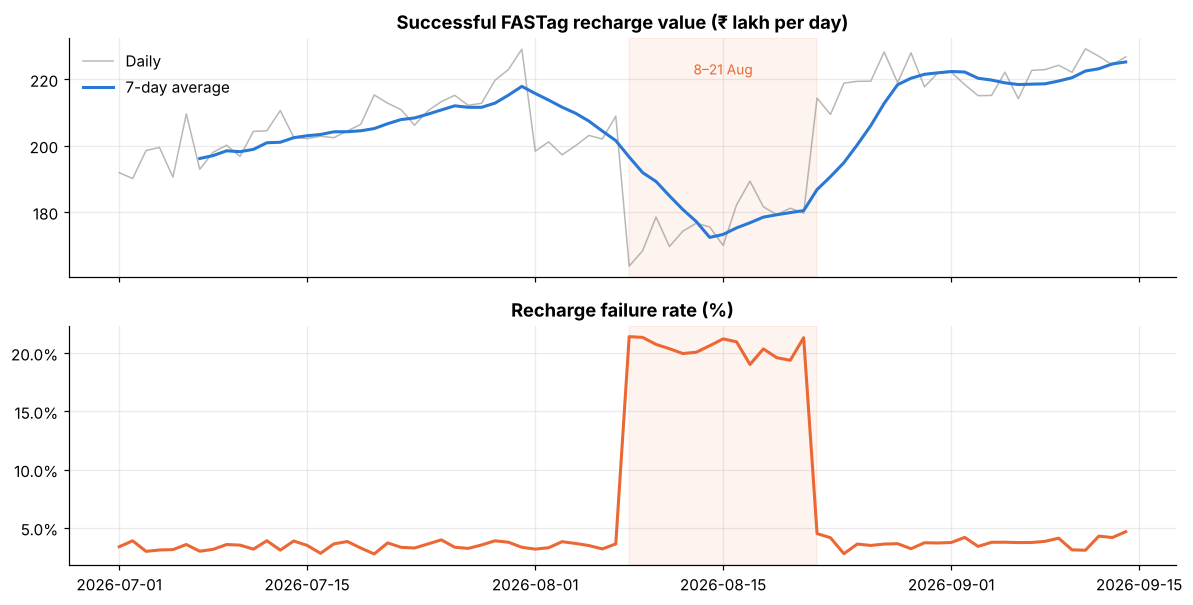 Successful FASTag recharge value (₹ lakh per day)
Daily
7-day average
8–21 Aug
220
200
180
Recharge failure rate (%)
20.0%
15.0%
10.0%
5.0%
2026-07-01 2026-07-15 2026-08-01 2026-08-15 2026-09-01 2026-09-15